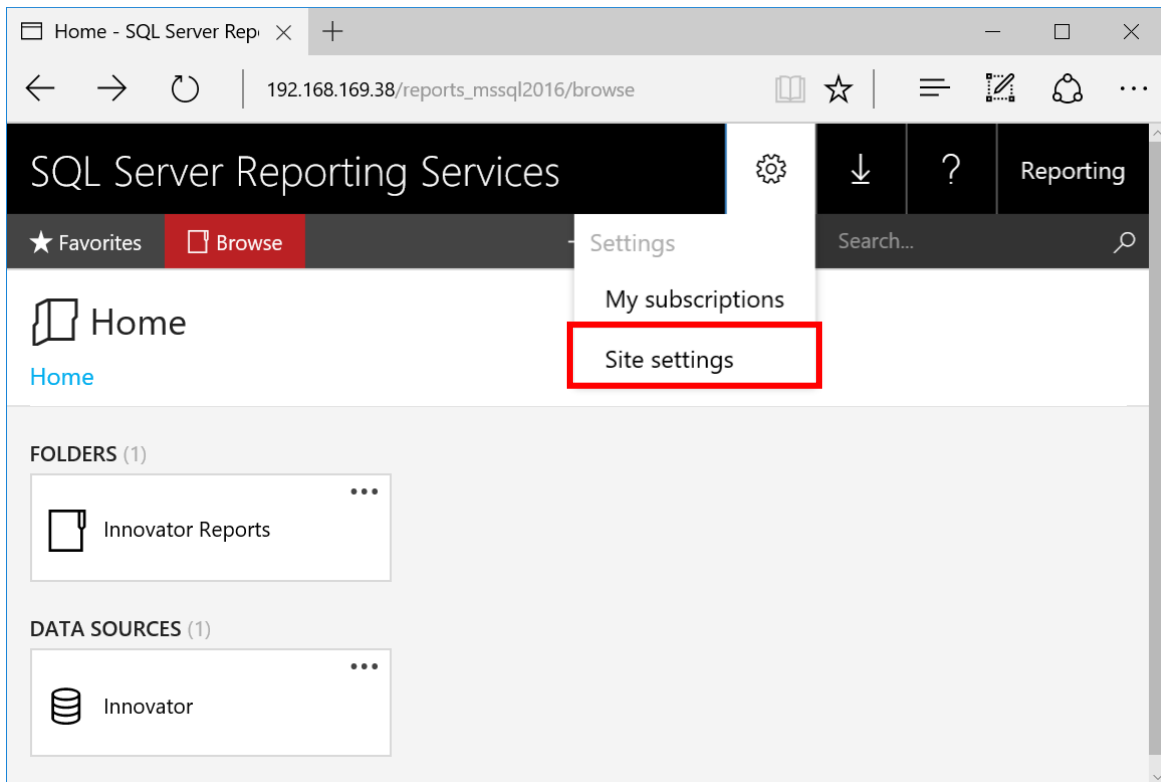 Home - SQL Server Rep
192.168.169.38/reports_mssql2016/browse
SQL Server Reporting Services
? Reporting
Favorites Browse Settings Search...
My subscriptions
Home
Site settings
Home
FOLDERS (1)
...
Innovator Reports
DATA SOURCES (1)
...
Innovator